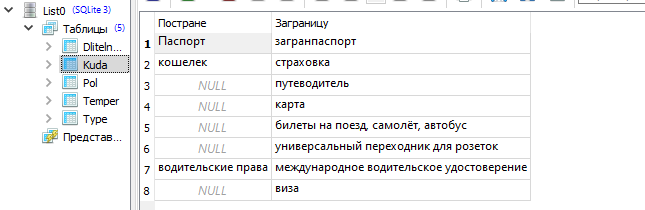 List0 (SQLite 3)
Таблицы (5)
Dliteln...
Kuda
Pol
Temper
Type
Представ...
Постране Заграницу
1 Паспорт загранпаспорт
2 кошелек страховка
3 NULL путеводитель
4 NULL карта
5 NULL билеты на поезд, самолёт, автобус
6 NULL универсальный переходник для розеток
7 водительские права международное водительское удостоверение
8 NULL виза